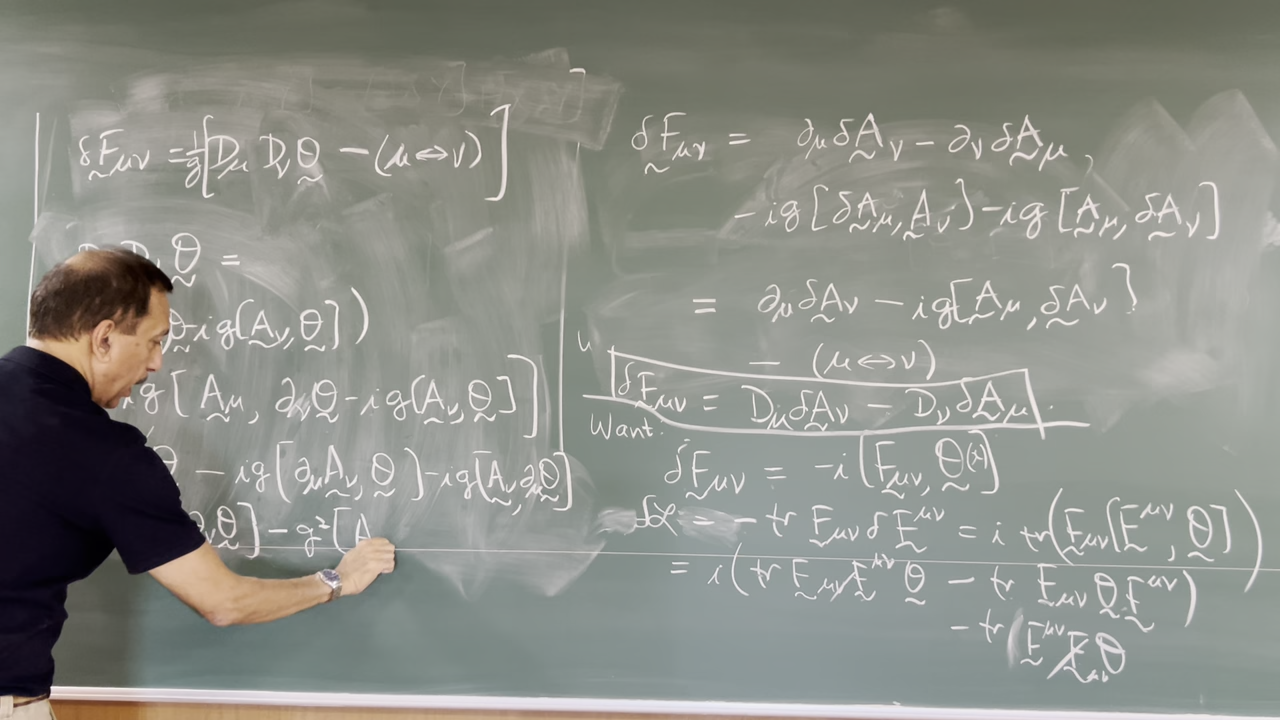 δF_μν = 1/g [D_μ D_ν θ − (μ ↔ ν)]
θ =
ig(A_ν, θ])
ig[A_μ, ∂_ν θ − ig(A_ν, θ]]
θ − ig[∂_μ A_ν, θ] − ig[A_ν, ∂_μ θ]
θ] − g²[A
δF_μν = ∂_μ δA_ν − ∂_ν δA_μ,
− ig[δA_μ, A_ν] − ig[A_μ, δA_ν]
= ∂_μ δA_ν − ig[A_μ, δA_ν]
− (μ ↔ ν)
δF_μν = D_μ δA_ν − D_ν δA_μ.
Want.
δF_μν = −i[F_μν, θ(x)]
δL = − tr F_μν δF^μν = i tr(F_μν [F^μν, θ])
= i(tr F_μν F^μν θ − tr F_μν θ F^μν)
− tr(F^μν F_μν θ